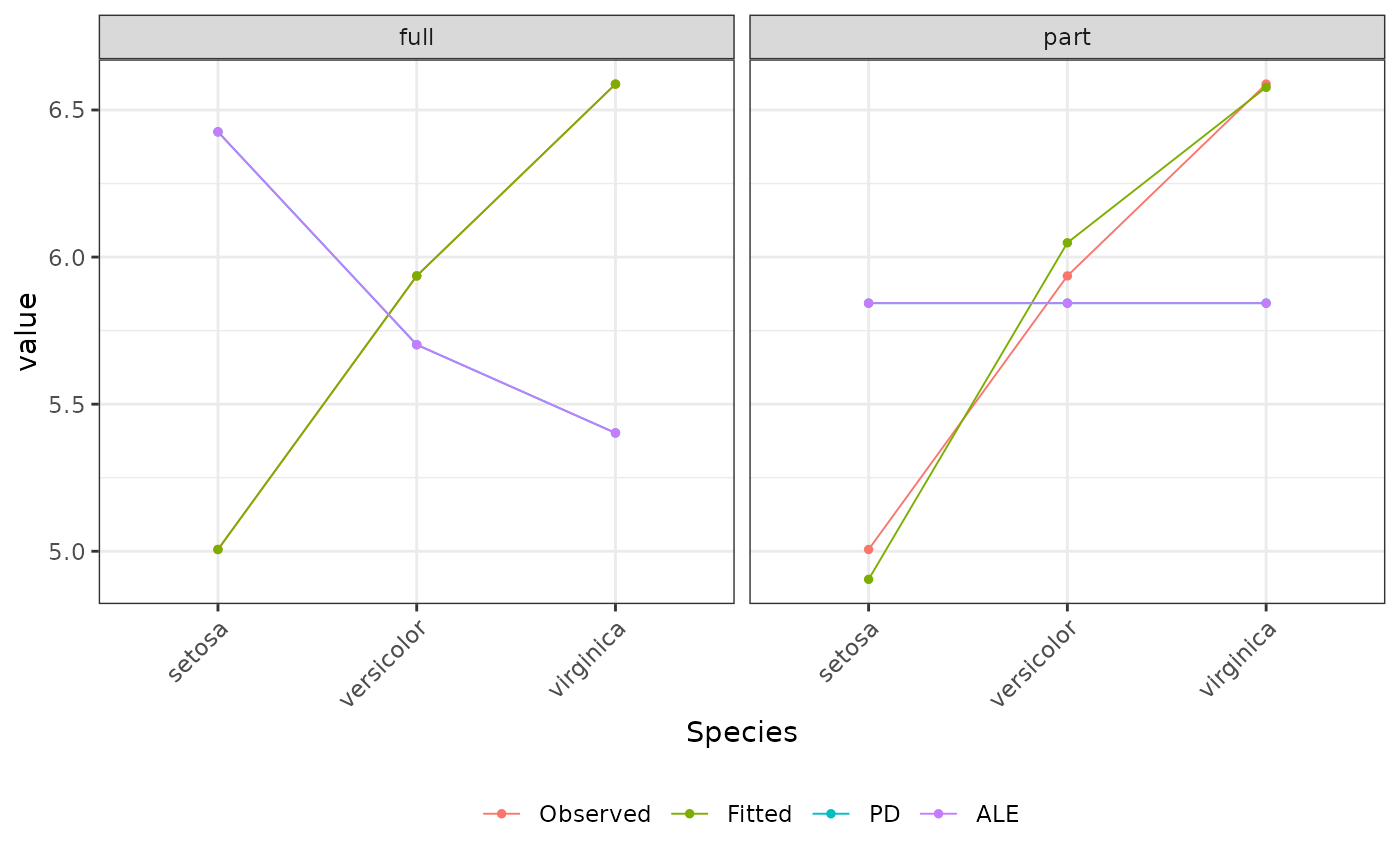 full
part
value
6.5
6.0
5.5
5.0
setosa
versicolor
virginica
setosa
versicolor
virginica
Species
Observed Fitted PD ALE